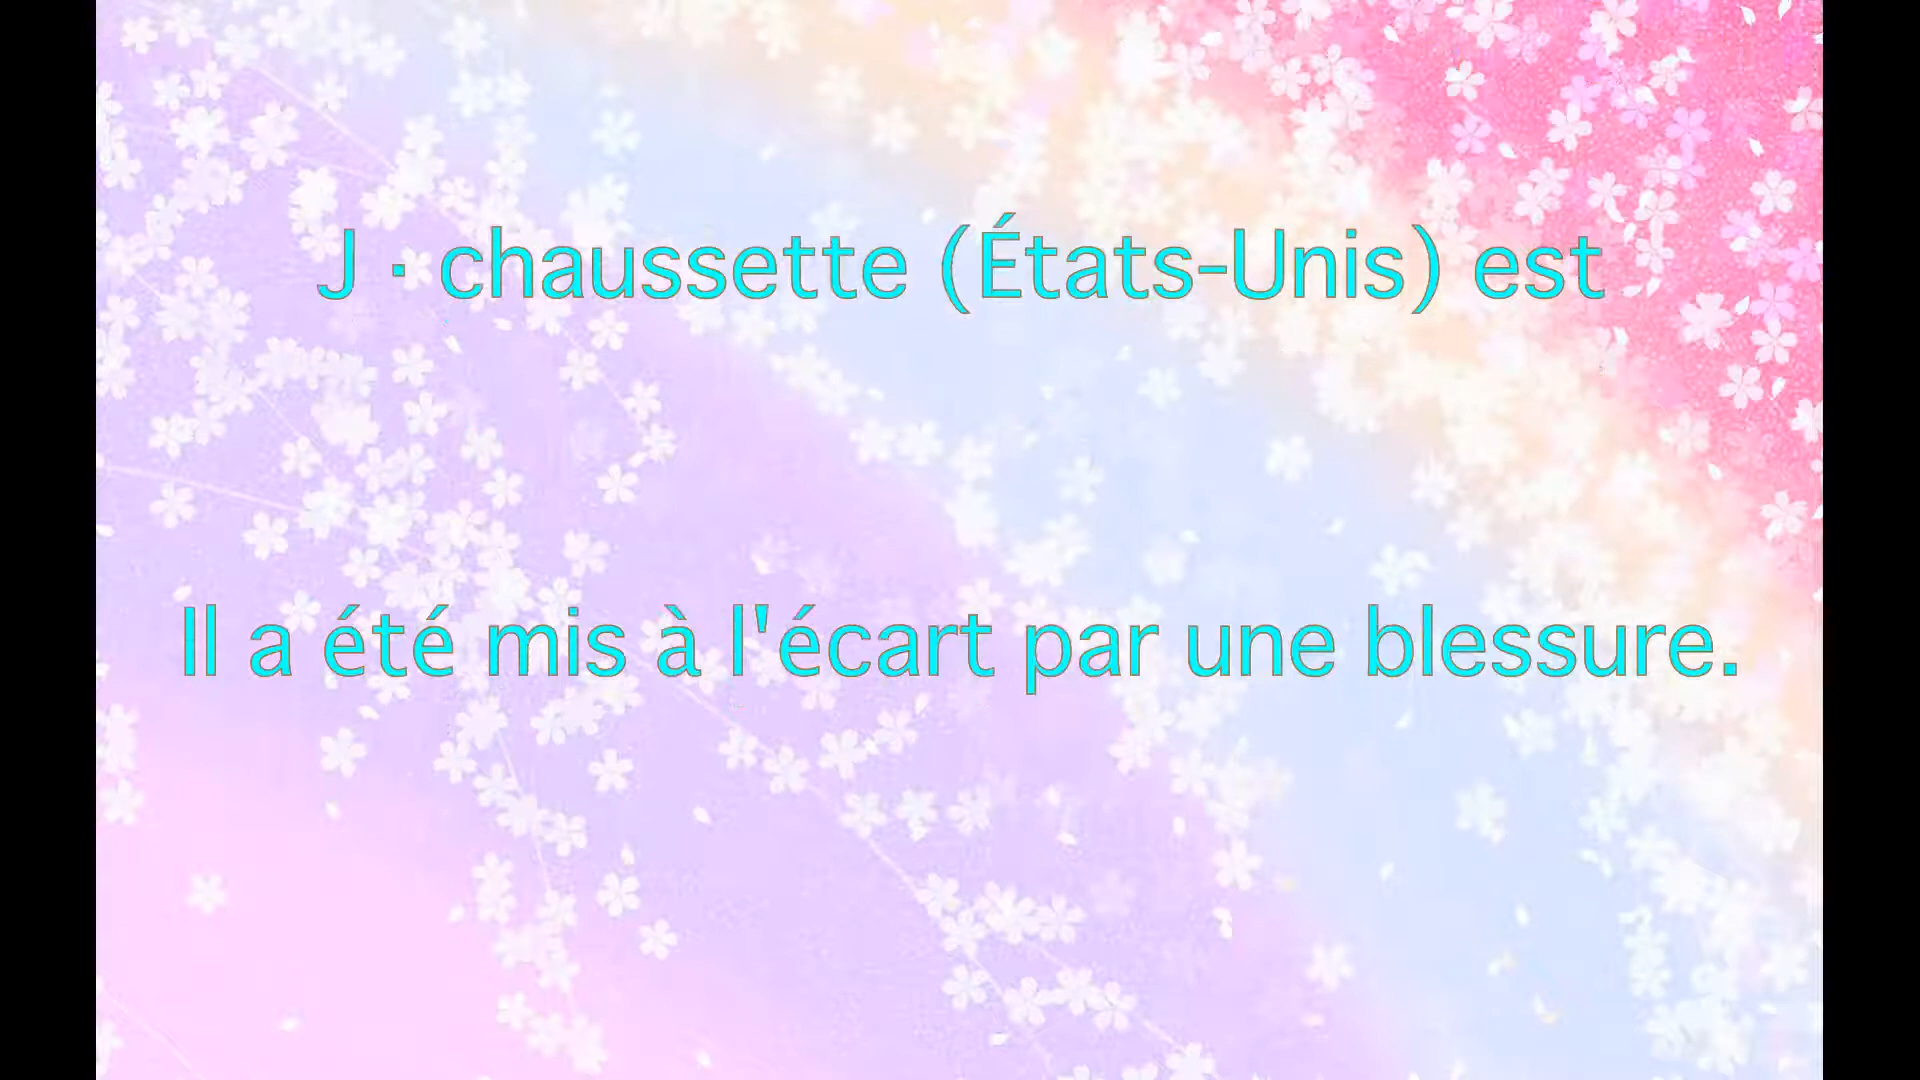 J・chaussette (États-Unis) est
Il a été mis à l'écart par une blessure.